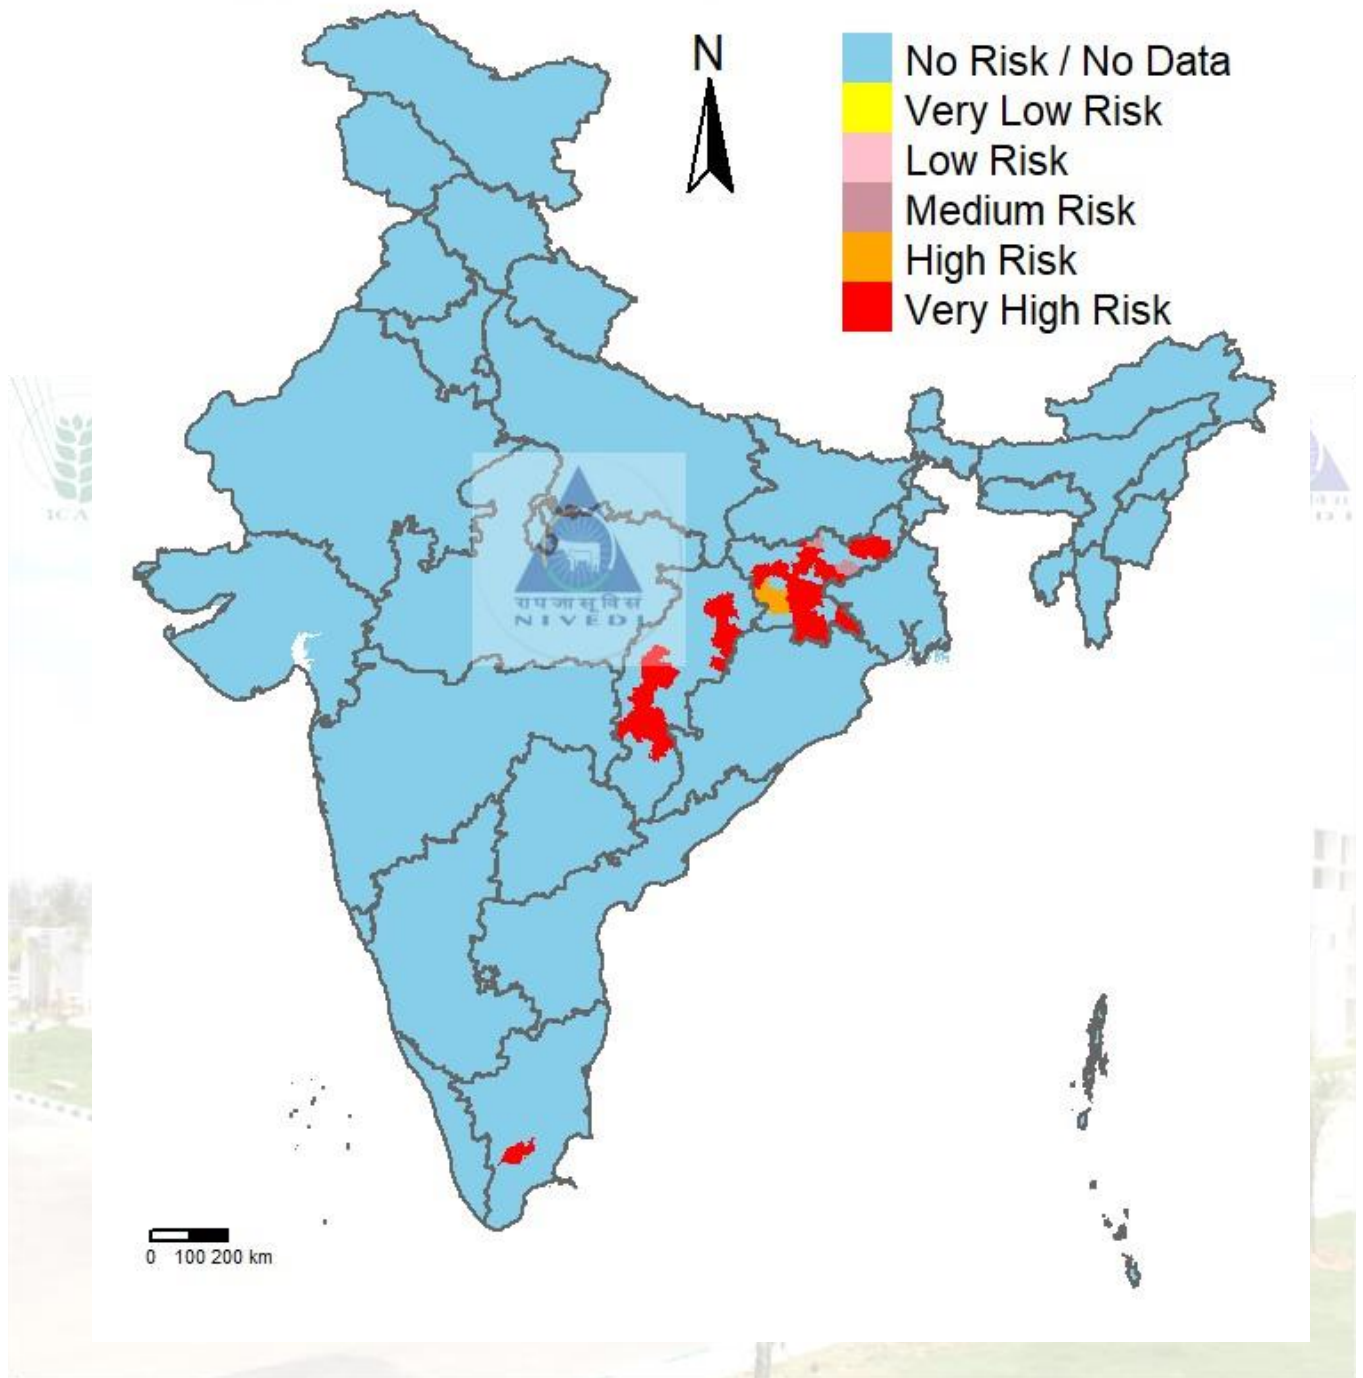 N
No Risk / No Data
Very Low Risk
Low Risk
Medium Risk
High Risk
Very High Risk
NIVEDI
0 100 200 km